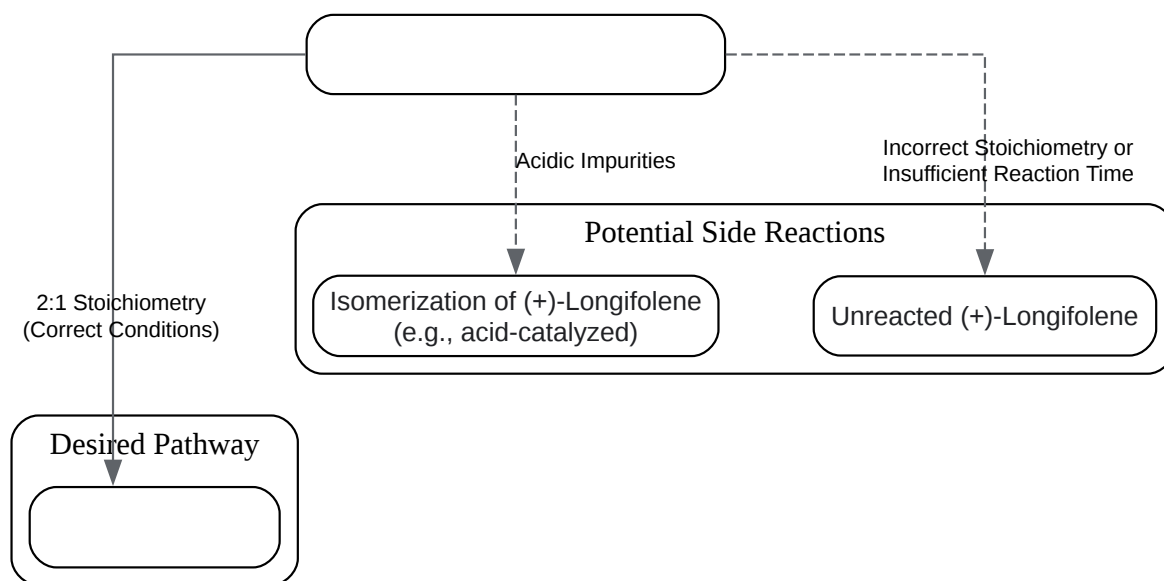 Acidic Impurities
Incorrect Stoichiometry or
Insufficient Reaction Time
Potential Side Reactions
Isomerization of (+)-Longifolene
(e.g., acid-catalyzed)
Unreacted (+)-Longifolene
2:1 Stoichiometry
(Correct Conditions)
Desired Pathway